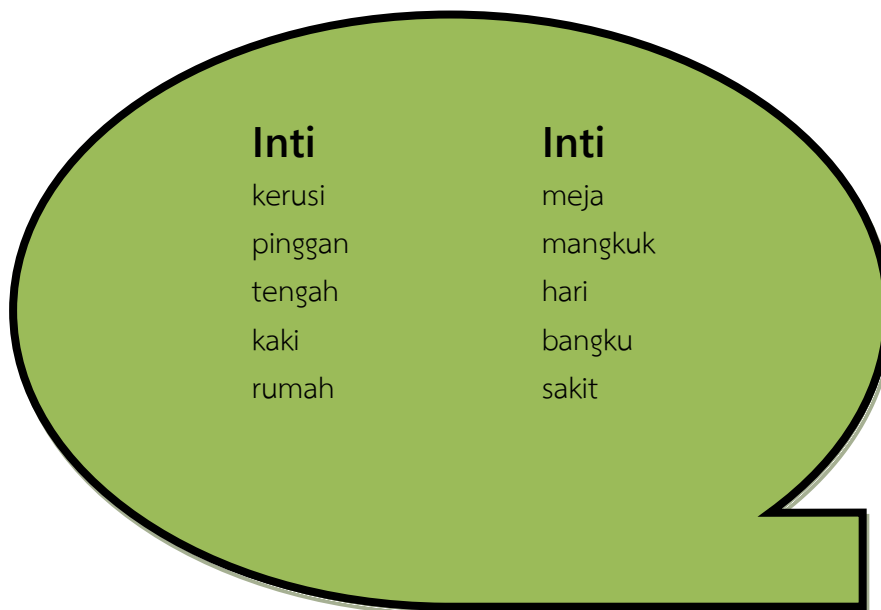 Inti Inti
kerusi meja
pinggan mangkuk
tengah hari
kaki bangku
rumah sakit